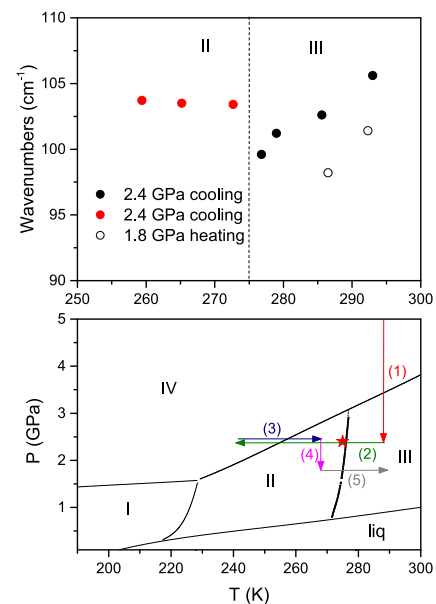 110
105
100
95
90
Wavenumbers (cm⁻¹)
II
III
2.4 GPa cooling
2.4 GPa cooling
1.8 GPa heating
250 260 270 280 290 300
5
4
3
2
1
P (GPa)
IV
(1)
(3)
(2)
(4)
III
(5)
II
I
liq
200 220 240 260 280 300
T (K)